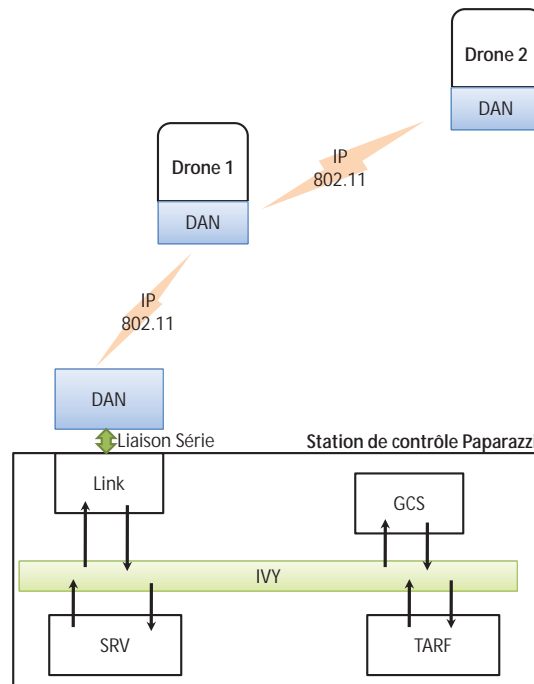 Drone 2
DAN
IP
802.11
Drone 1
DAN
IP
802.11
DAN
Liaison Série
Station de contrôle Paparazzi
Link
GCS
IVY
SRV
TARF